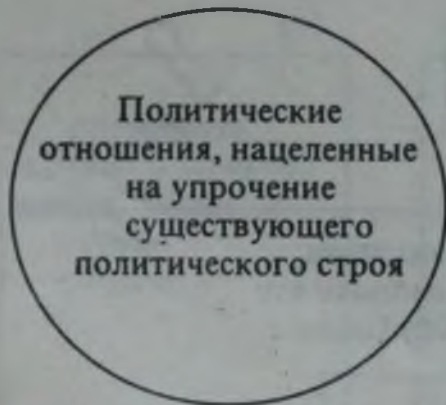 Политические
отношения, нацеленные
на упрочение
существующего
политического строя